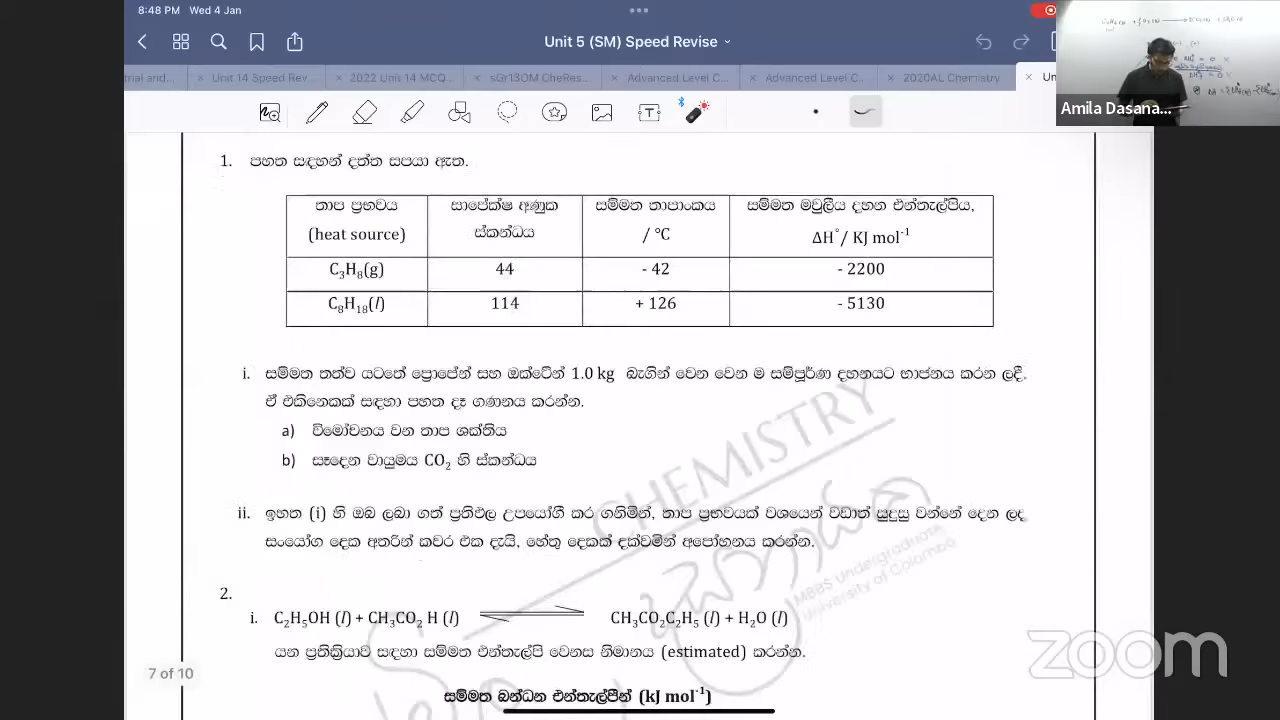 8:48 PM Wed 4 Jan
Unit 5 (SM) Speed Revise
trial and...
Unit 14 Speed Rev...
2022 Unit 14 MCQ...
2020AL Chemistry
Advanced Level C...
Advanced Level C...
Amila Dasana...
1. පහත සඳහන් දත්ත සපයා ඇත.
තාප ප්‍රභවය (heat source)
සාපේක්ෂ අණුක ස්කන්ධය
සම්මත තාපාංකය / °C
සම්මත මවුලීය දහන එන්තැල්පිය, ΔH°/ KJ mol⁻¹
C₃H₈(g) 44 - 42 - 2200
C₈H₁₈(l) 114 + 126 - 5130
i. සම්මත තත්ව යටතේ ප්‍රොපේන් සහ ඔක්ටේන් 1.0 kg බැගින් වෙන වෙන ම සම්පූර්ණ දහනයට භාජනය කරන ලදී.
ඒ එකිනෙකක් සඳහා පහත දෑ ගණනය කරන්න.
a) විමෝචනය වන තාප ශක්තිය
b) සෑදෙන වායුමය CO₂ හි ස්කන්ධය
ii. ඉහත (i) හි ඔබ ලබා ගත් ප්‍රතිඵල උපයෝගී කර ගනිමින්, තාප ප්‍රභවයක් වශයෙන් වඩාත් සුදුසු වන්නේ දෙන ලද
සංයෝග දෙක අතරින් කවර එක දැයි, හේතු දෙකක් දක්වමින් අපෝහනය කරන්න.
2.
i. C₂H₅OH (l) + CH₃CO₂ H (l) ⇌ CH₃CO₂C₂H₅ (l) + H₂O (l)
යන ප්‍රතික්‍රියාව සඳහා සම්මත එන්තැල්පි වෙනස නිමානය (estimated) කරන්න.
සම්මත බන්ධන එන්තැල්පීන් (kJ mol⁻¹)
7 of 10
CHEMISTRY
MBBS Undergraduate
University of Colombo
zoom